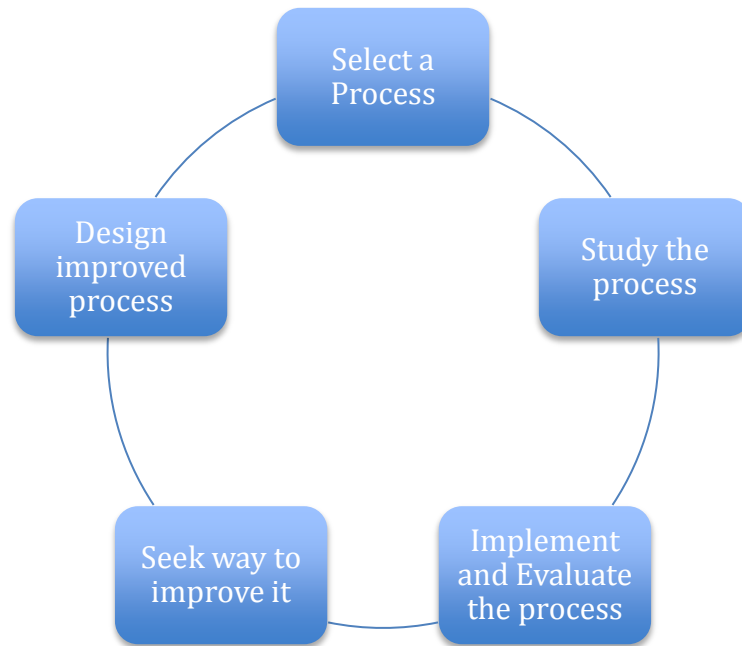 Select a
Process
Study the
process
Implement
and Evaluate
the process
Seek way to
improve it
Design
improved
process